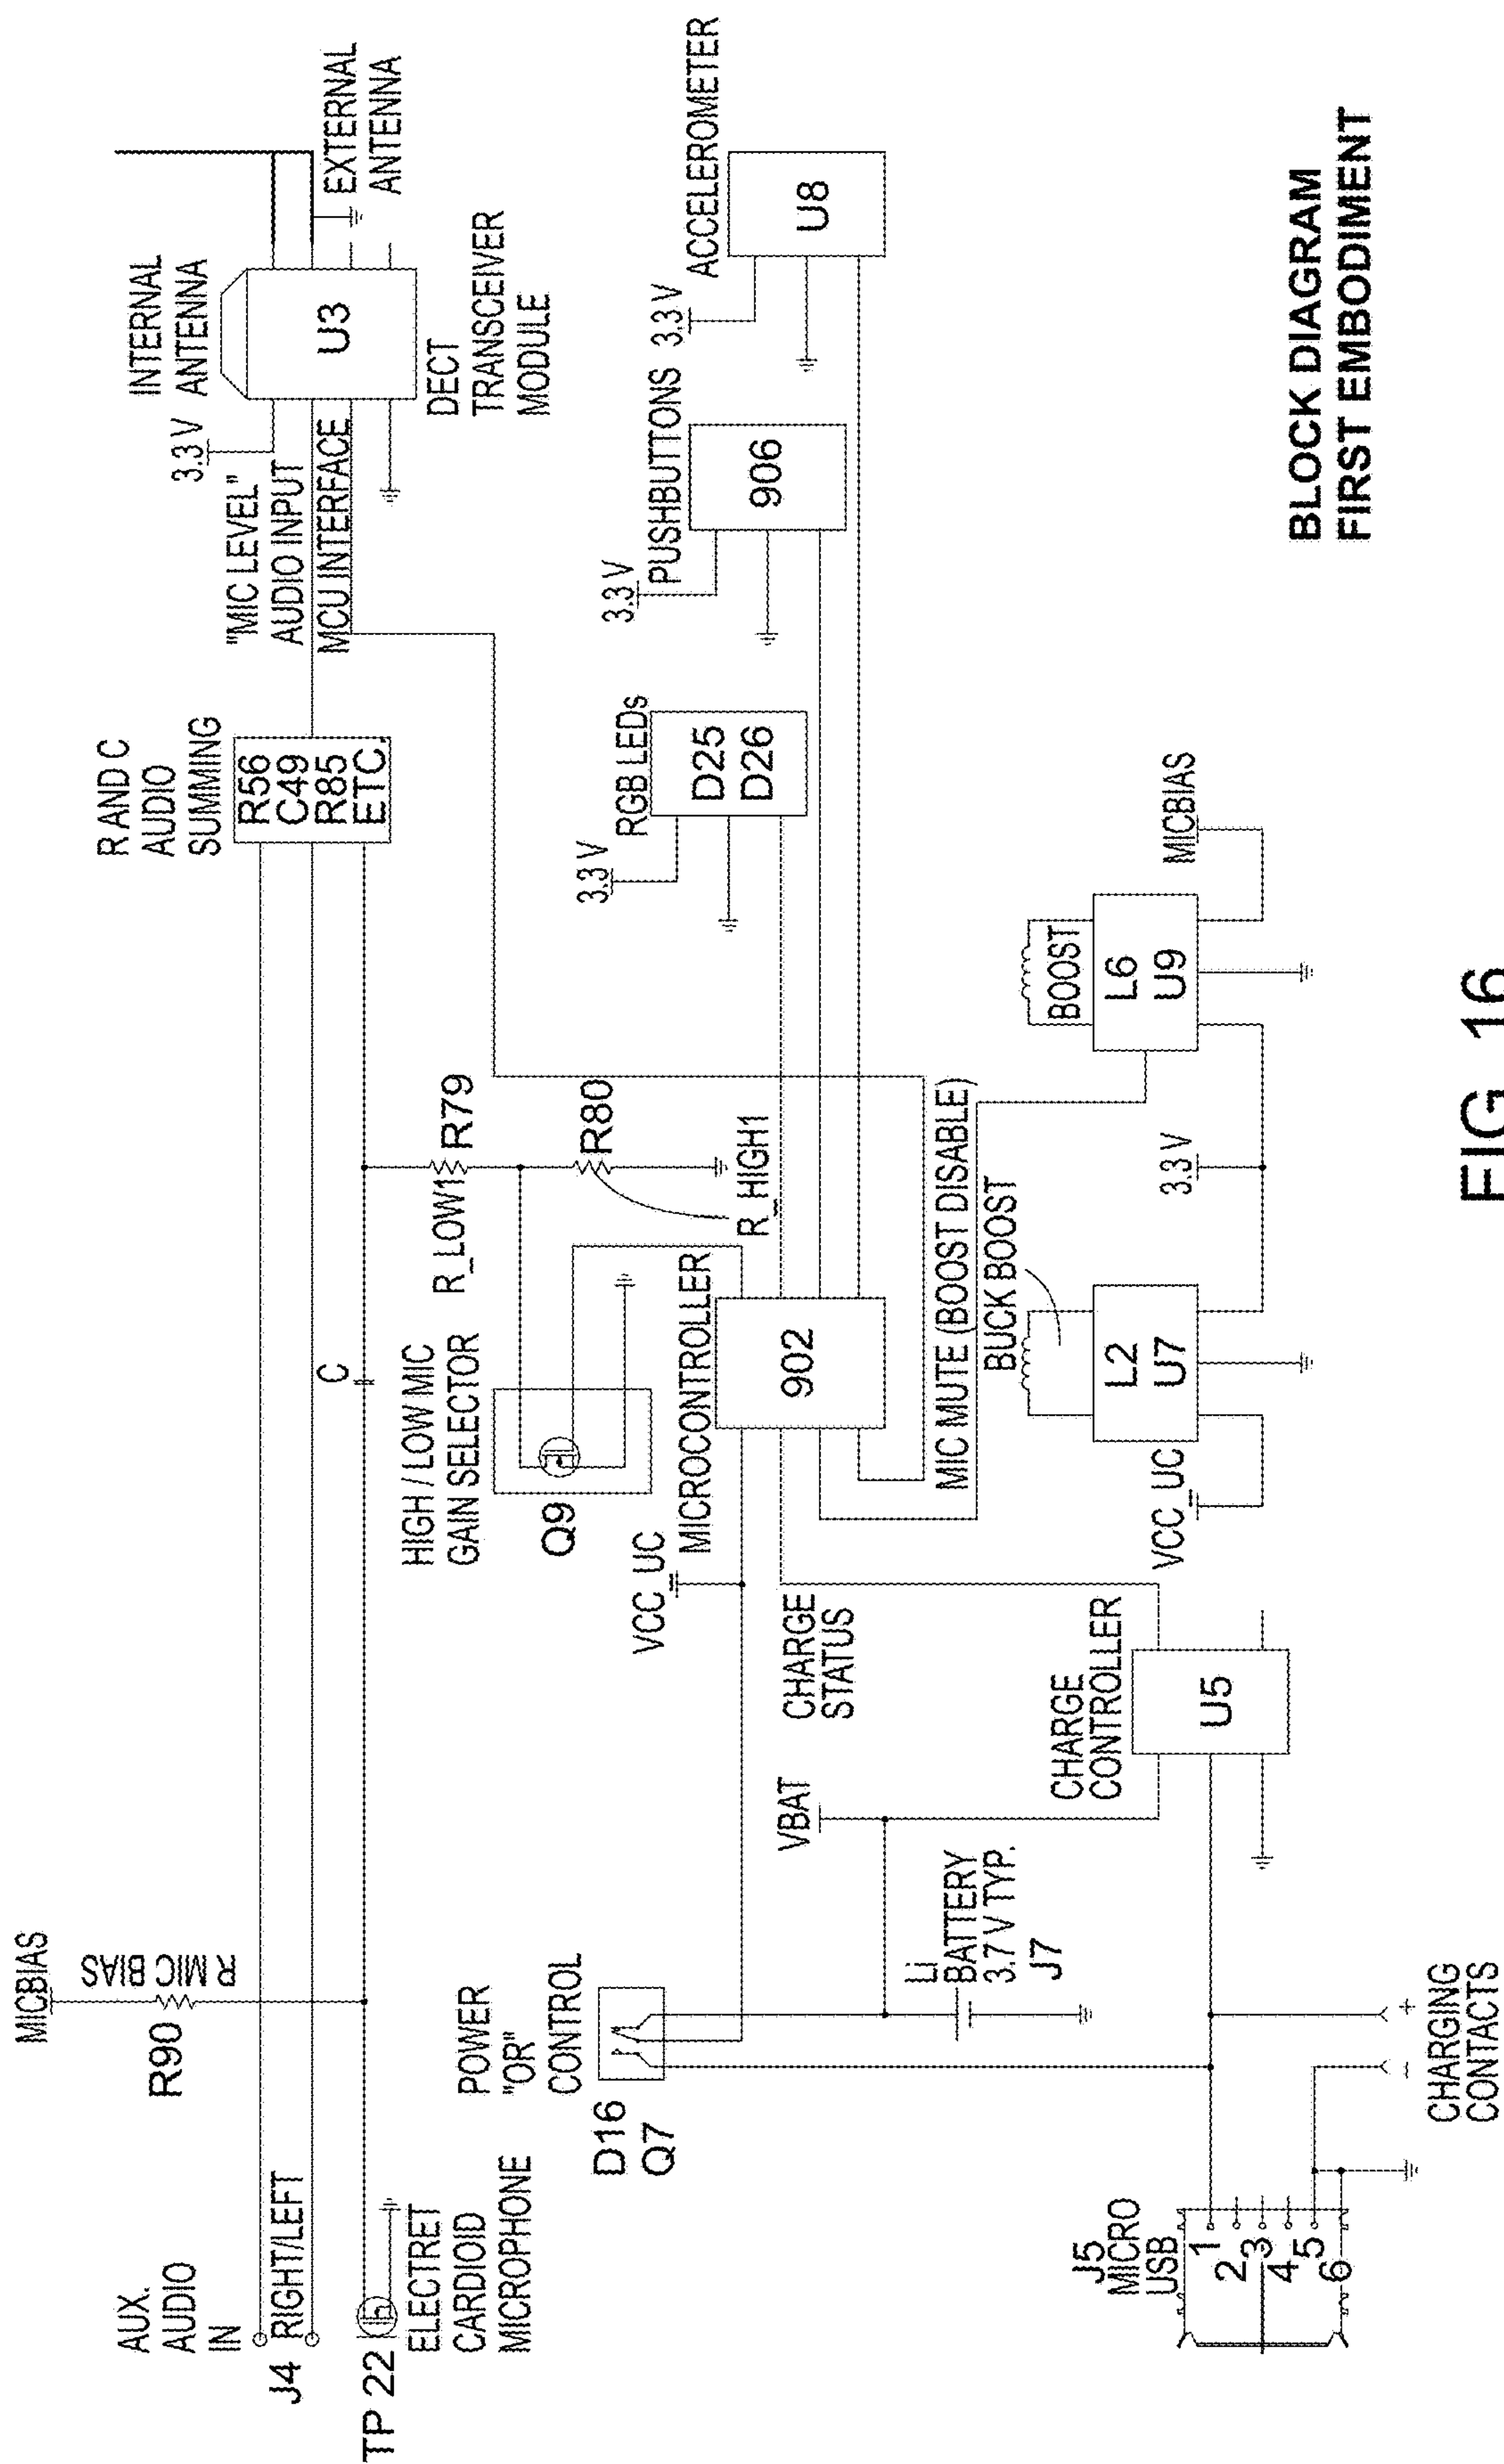 MICBIAS
R90
R MIC BIAS
AUX.
AUDIO
IN
J4
RIGHT/LEFT
TP 22
ELECTRET
CARDIOID
MICROPHONE
C
R AND C
AUDIO
SUMMING
R56
C49
R85
ETC.
"MIC LEVEL"
AUDIO INPUT
MCU INTERFACE
3.3 V
INTERNAL
ANTENNA
U3
DECT
TRANSCEIVER
MODULE
EXTERNAL
ANTENNA
HIGH / LOW MIC
GAIN SELECTOR
Q9
R_LOW1
R79
R80
R_HIGH1
POWER
"OR"
CONTROL
D16
Q7
VCC_UC
MICROCONTROLLER
902
3.3 V
RGB LEDs
D25
D26
3.3 V
PUSHBUTTONS
906
3.3 V
ACCELEROMETER
U8
VBAT
Li
BATTERY
3.7 V TYP.
J7
CHARGE
STATUS
CHARGE
CONTROLLER
U5
MIC MUTE (BOOST DISABLE)
BUCK BOOST
VCC_UC
L2
U7
3.3 V
BOOST
L6
U9
MICBIAS
J5
MICRO
USB
1
2
3
4
5
6
- +
CHARGING
CONTACTS
BLOCK DIAGRAM
FIRST EMBODIMENT
FIG. 16